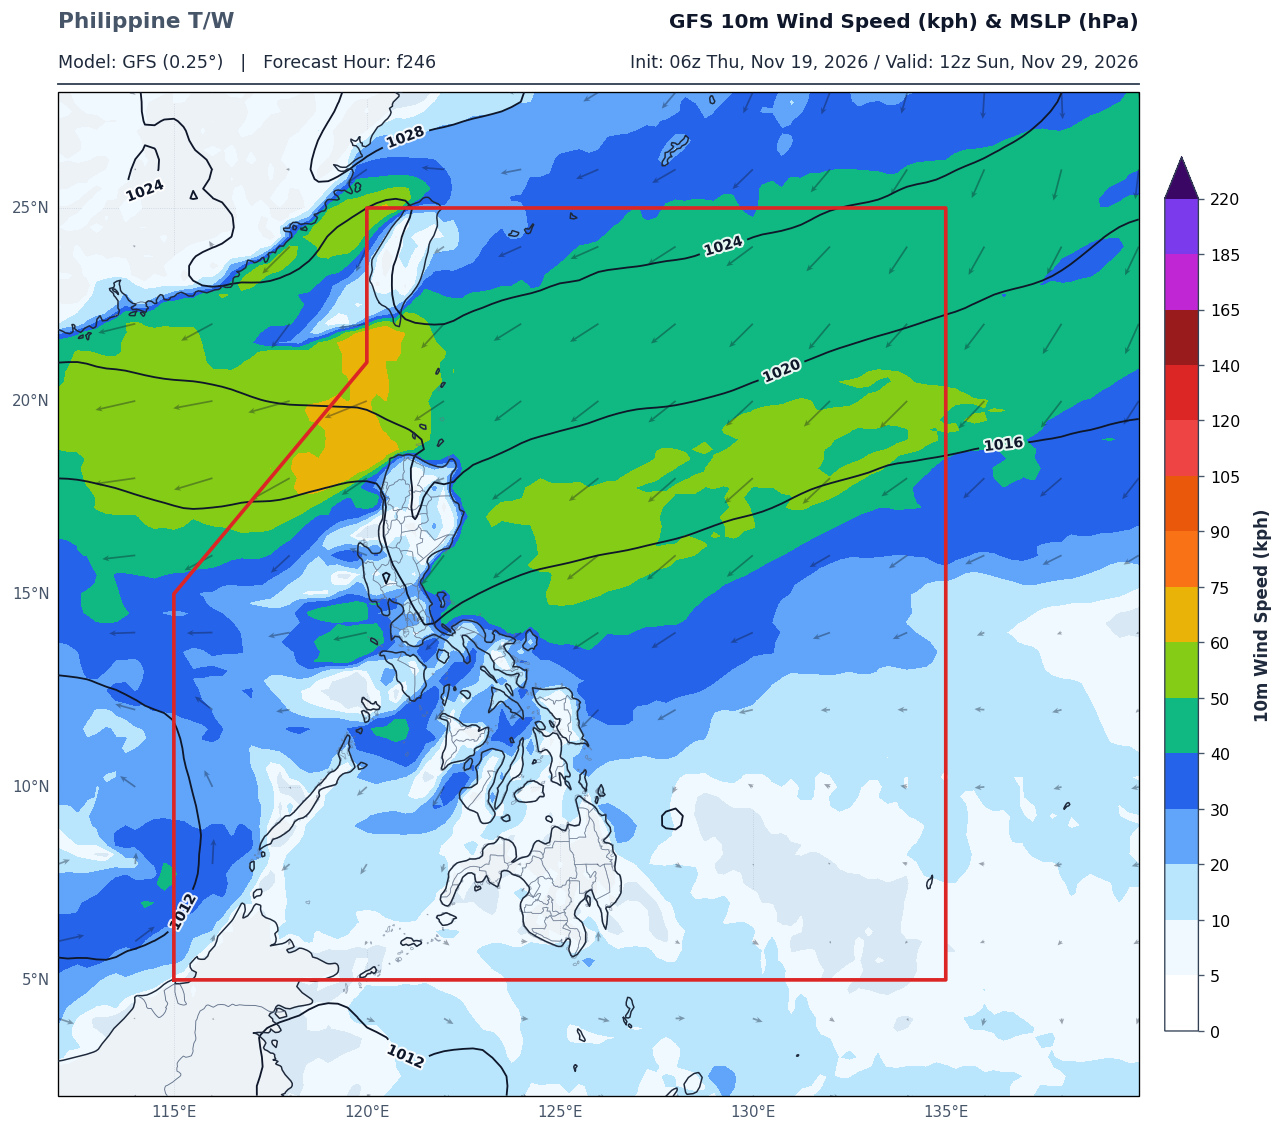 Philippine T/W
GFS 10m Wind Speed (kph) & MSLP (hPa)
Model: GFS (0.25°) | Forecast Hour: f246
Init: 06z Thu, Nov 19, 2026 / Valid: 12z Sun, Nov 29, 2026
1028
1024
1024
1020
1016
1012
1012
25°N
20°N
15°N
10°N
5°N
115°E
120°E
125°E
130°E
135°E
220
185
165
140
120
105
90
75
60
50
40
30
20
10
5
0
10m Wind Speed (kph)